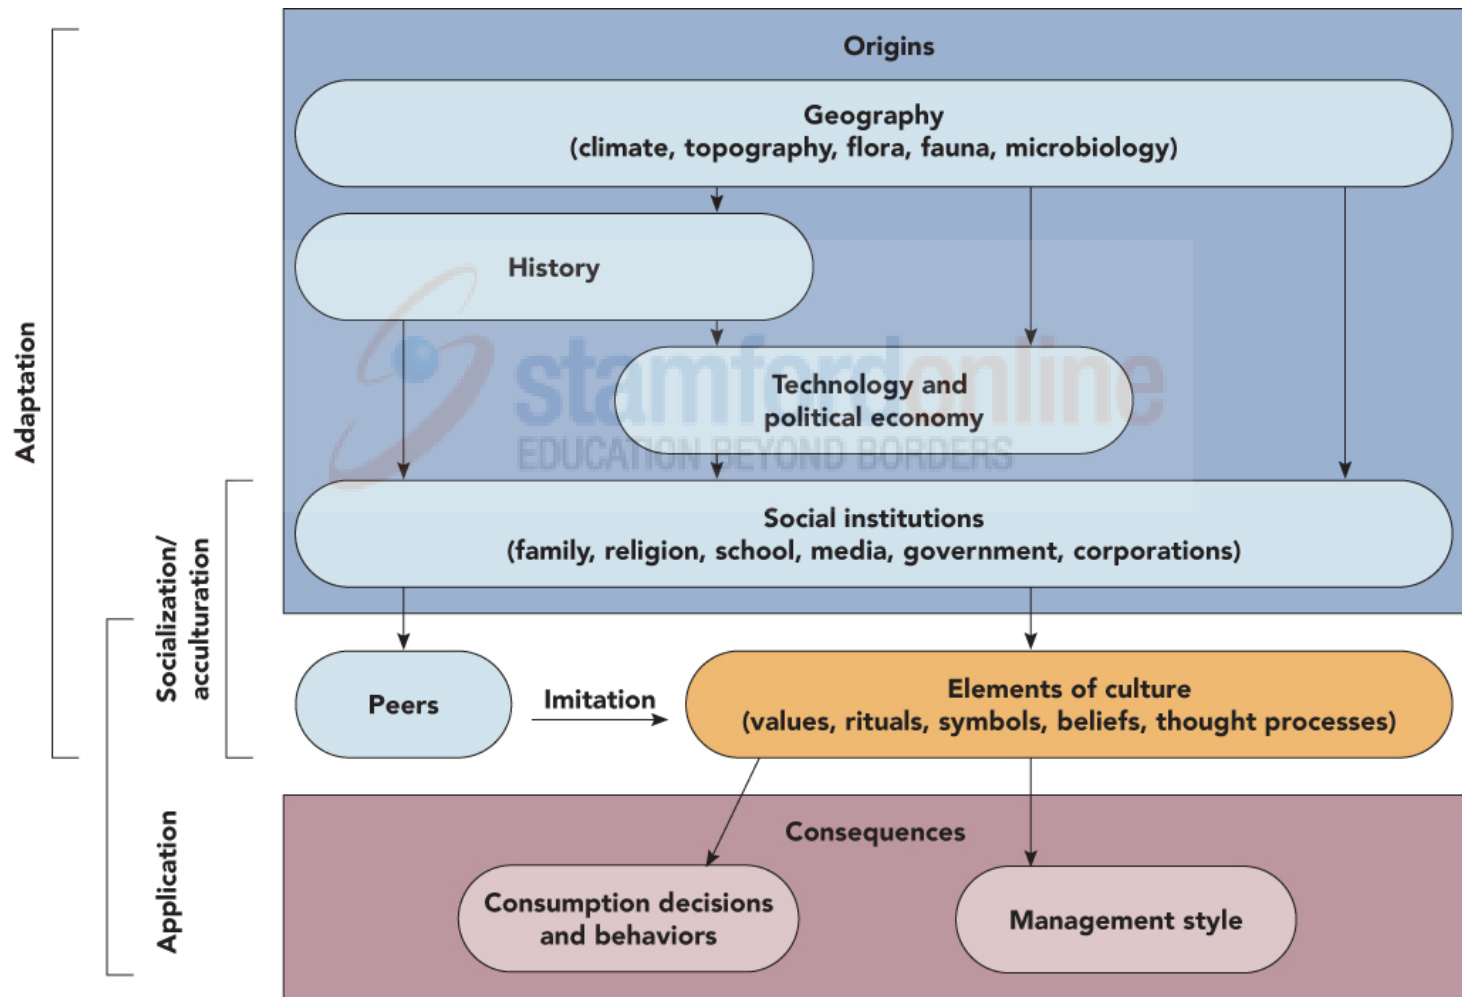 Origins
Geography
(climate, topography, flora, fauna, microbiology)
History
Technology and
political economy
stamfordonline
EDUCATION BEYOND BORDERS
Social institutions
(family, religion, school, media, government, corporations)
Peers
Imitation
Elements of culture
(values, rituals, symbols, beliefs, thought processes)
Consequences
Consumption decisions
and behaviors
Management style
Adaptation
Socialization/
acculturation
Application